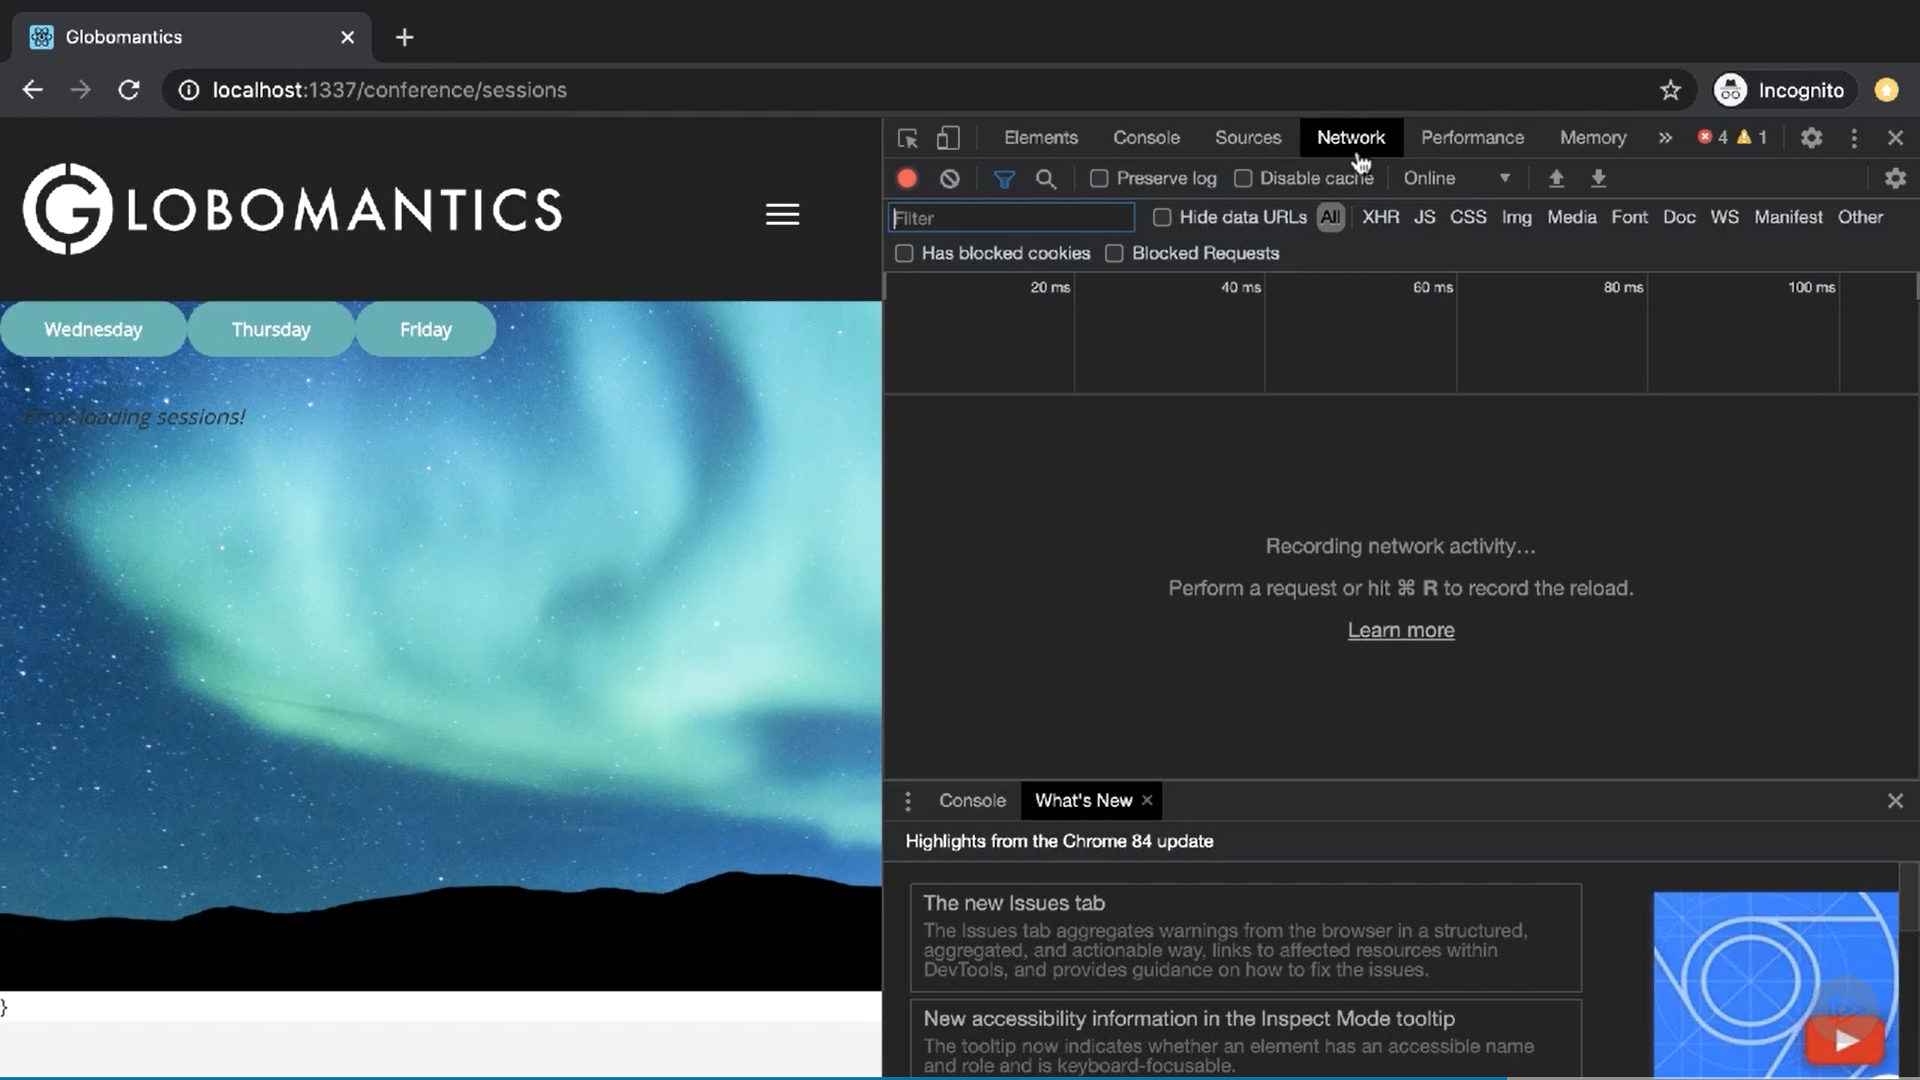 Globomantics
localhost:1337/conference/sessions
Incognito
GLOBOMANTICS
Wednesday
Thursday
Friday
Error loading sessions!
}
Elements
Console
Sources
Network
Performance
Memory
4
1
Preserve log
Disable cache
Online
Filter
Hide data URLs
All
XHR
JS
CSS
Img
Media
Font
Doc
WS
Manifest
Other
Has blocked cookies
Blocked Requests
20 ms
40 ms
60 ms
80 ms
100 ms
Recording network activity…
Perform a request or hit ⌘ R to record the reload.
Learn more
Console
What's New
Highlights from the Chrome 84 update
The new Issues tab
The Issues tab aggregates warnings from the browser in a structured,
aggregated, and actionable way, links to affected resources within
DevTools, and provides guidance on how to fix the issues.
New accessibility information in the Inspect Mode tooltip
The tooltip now indicates whether an element has an accessible name
and role and is keyboard-focusable.